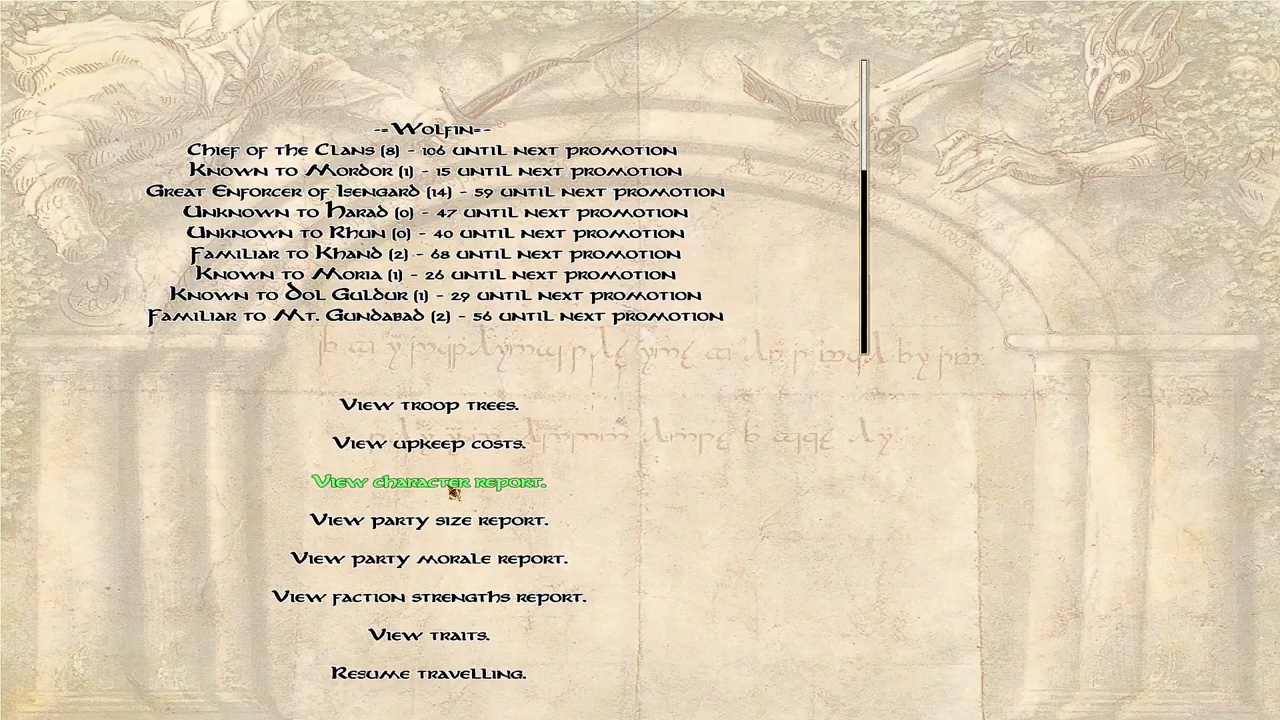 -=Wolfin=-
Chief of the Clans (8) - 106 until next promotion
Known to Mordor (1) - 15 until next promotion
Great Enforcer of Isengard (14) - 59 until next promotion
Unknown to Harad (0) - 47 until next promotion
Unknown to Rhun (0) - 40 until next promotion
Familiar to Khand (2) - 68 until next promotion
Known to Moria (1) - 26 until next promotion
Known to Dol Guldur (1) - 29 until next promotion
Familiar to Mt. Gundabad (2) - 56 until next promotion
View troop trees.
View upkeep costs.
View character report.
View party size report.
View party morale report.
View faction strengths report.
View traits.
Resume travelling.